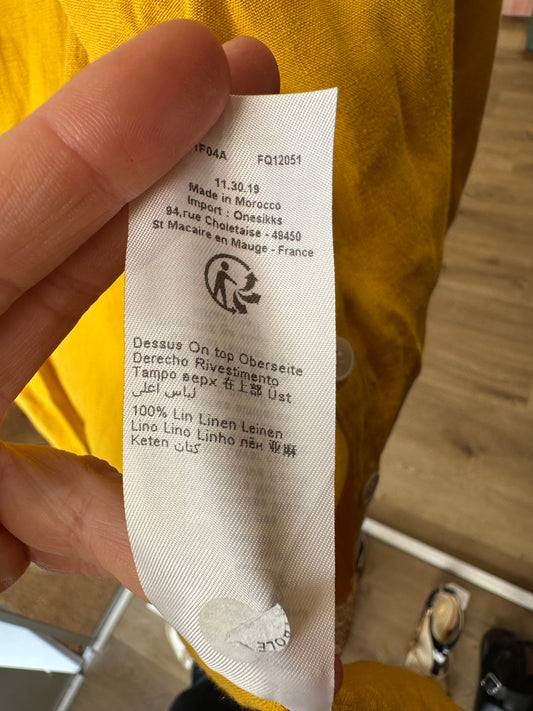 1F04A FQ12051
11.30.19
Made in Morocco
Import : Onesikks
94,rue Choletaise - 49450
St Macaire en Mauge - France
Dessus On top Oberseite
Derecho Rivestimento
Tampo верх 在上部 Üst
لباس اعلى
100% Lin Linen Leinen
Lino Lino Linho лён 亚麻
Keten كتان